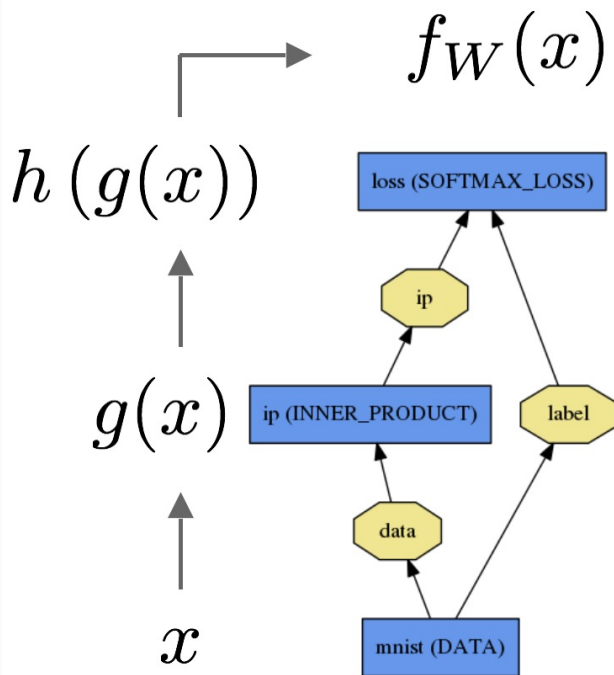 f_W(x)
h (g(x))
loss (SOFTMAX_LOSS)
ip
g(x)
ip (INNER_PRODUCT)
label
data
x
mnist (DATA)